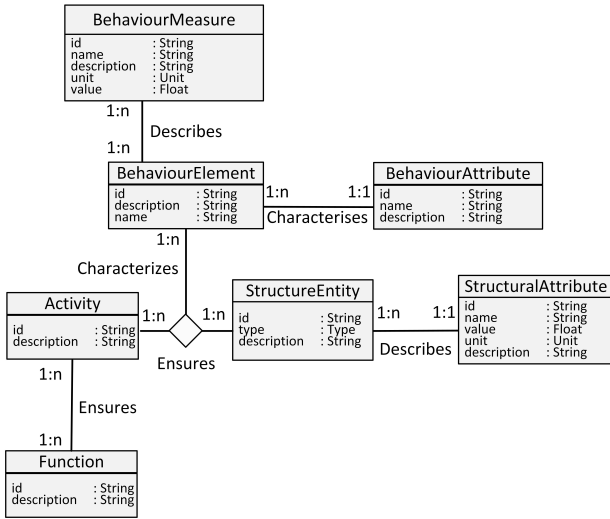 BehaviourMeasure
id : String
name : String
description : String
unit : Unit
value : Float
1:n
Describes
1:n
BehaviourElement
id : String
description : String
name : String
1:n
1:1
Characterises
BehaviourAttribute
id : String
name : String
description : String
1:n
Characterizes
Activity
id : String
description : String
1:n
1:n
Ensures
StructureEntity
id : String
type : Type
description : String
1:n
1:1
Describes
StructuralAttribute
id : String
name : String
value : Float
unit : Unit
description : String
1:n
Ensures
1:n
Function
id : String
description : String